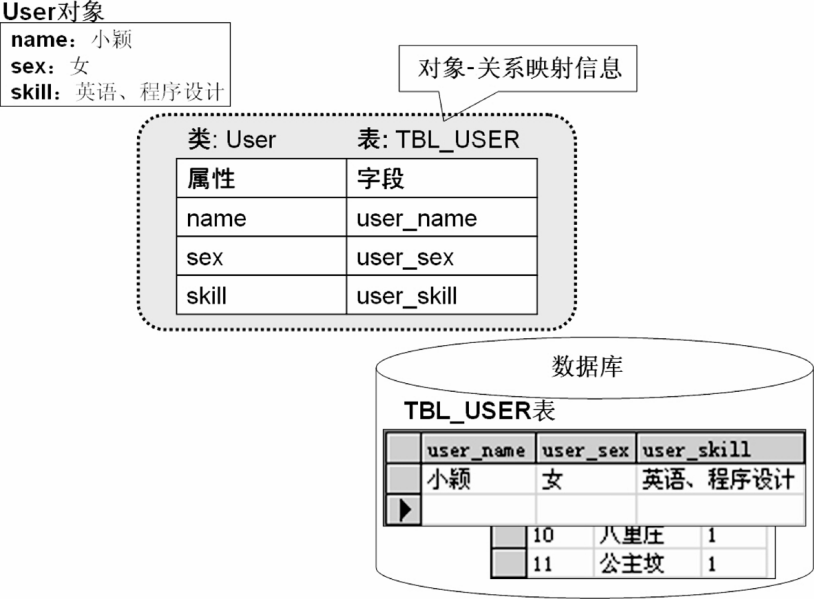 User对象
name：小颖
sex：女
skill：英语、程序设计
对象-关系映射信息
类: User 表: TBL_USER
属性 字段
name user_name
sex user_sex
skill user_skill
数据库
TBL_USER表
user_name user_sex user_skill
小颖 女 英语、程序设计
10 八里庄 1
11 公主坟 1